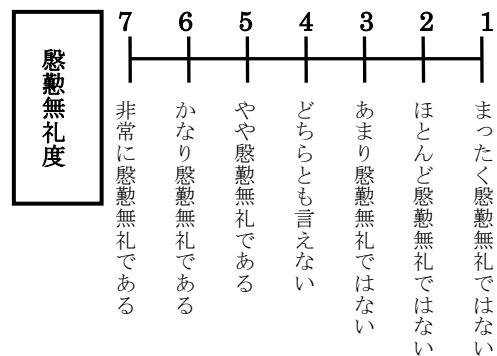 慇懃無礼度
7 6 5 4 3 2 1
非常に慇懃無礼である
かなり慇懃無礼である
やや慇懃無礼である
どちらとも言えない
あまり慇懃無礼ではない
ほとんど慇懃無礼ではない
まったく慇懃無礼ではない